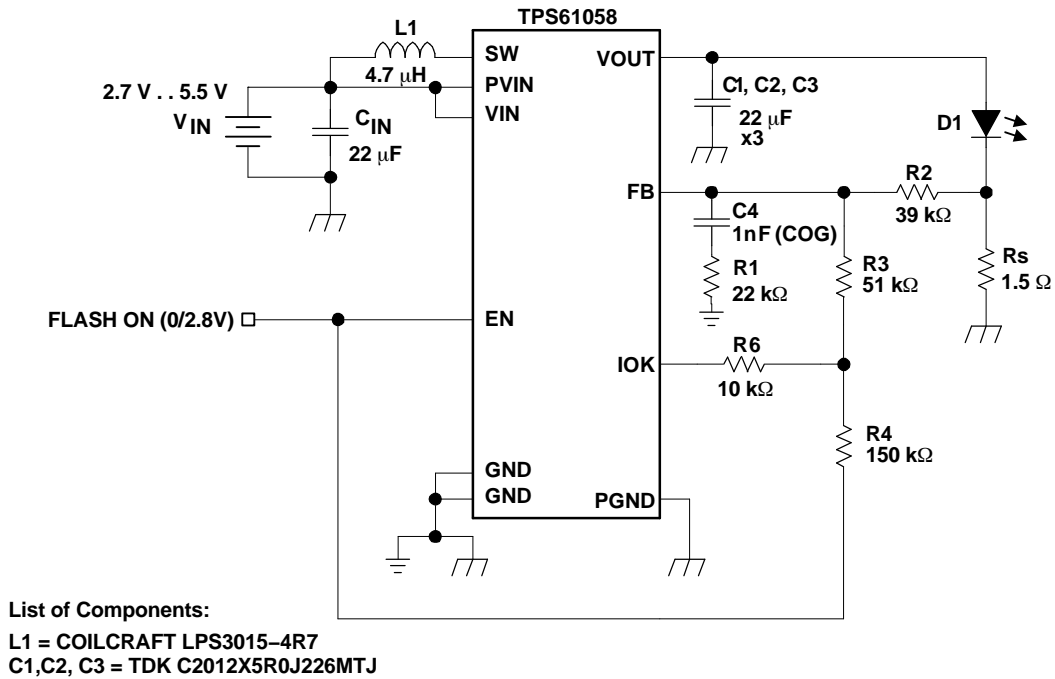 TPS61058
L1
4.7 μH
SW
PVIN
VIN
VOUT
2.7 V . . 5.5 V
VIN
CIN
22 μF
C1, C2, C3
22 μF
x3
D1
FB
R2
39 kΩ
C4
1nF (COG)
R1
22 kΩ
R3
51 kΩ
Rs
1.5 Ω
FLASH ON (0/2.8V)
EN
IOK
R6
10 kΩ
R4
150 kΩ
GND
GND
PGND
List of Components:
L1 = COILCRAFT LPS3015–4R7
C1,C2, C3 = TDK C2012X5R0J226MTJ